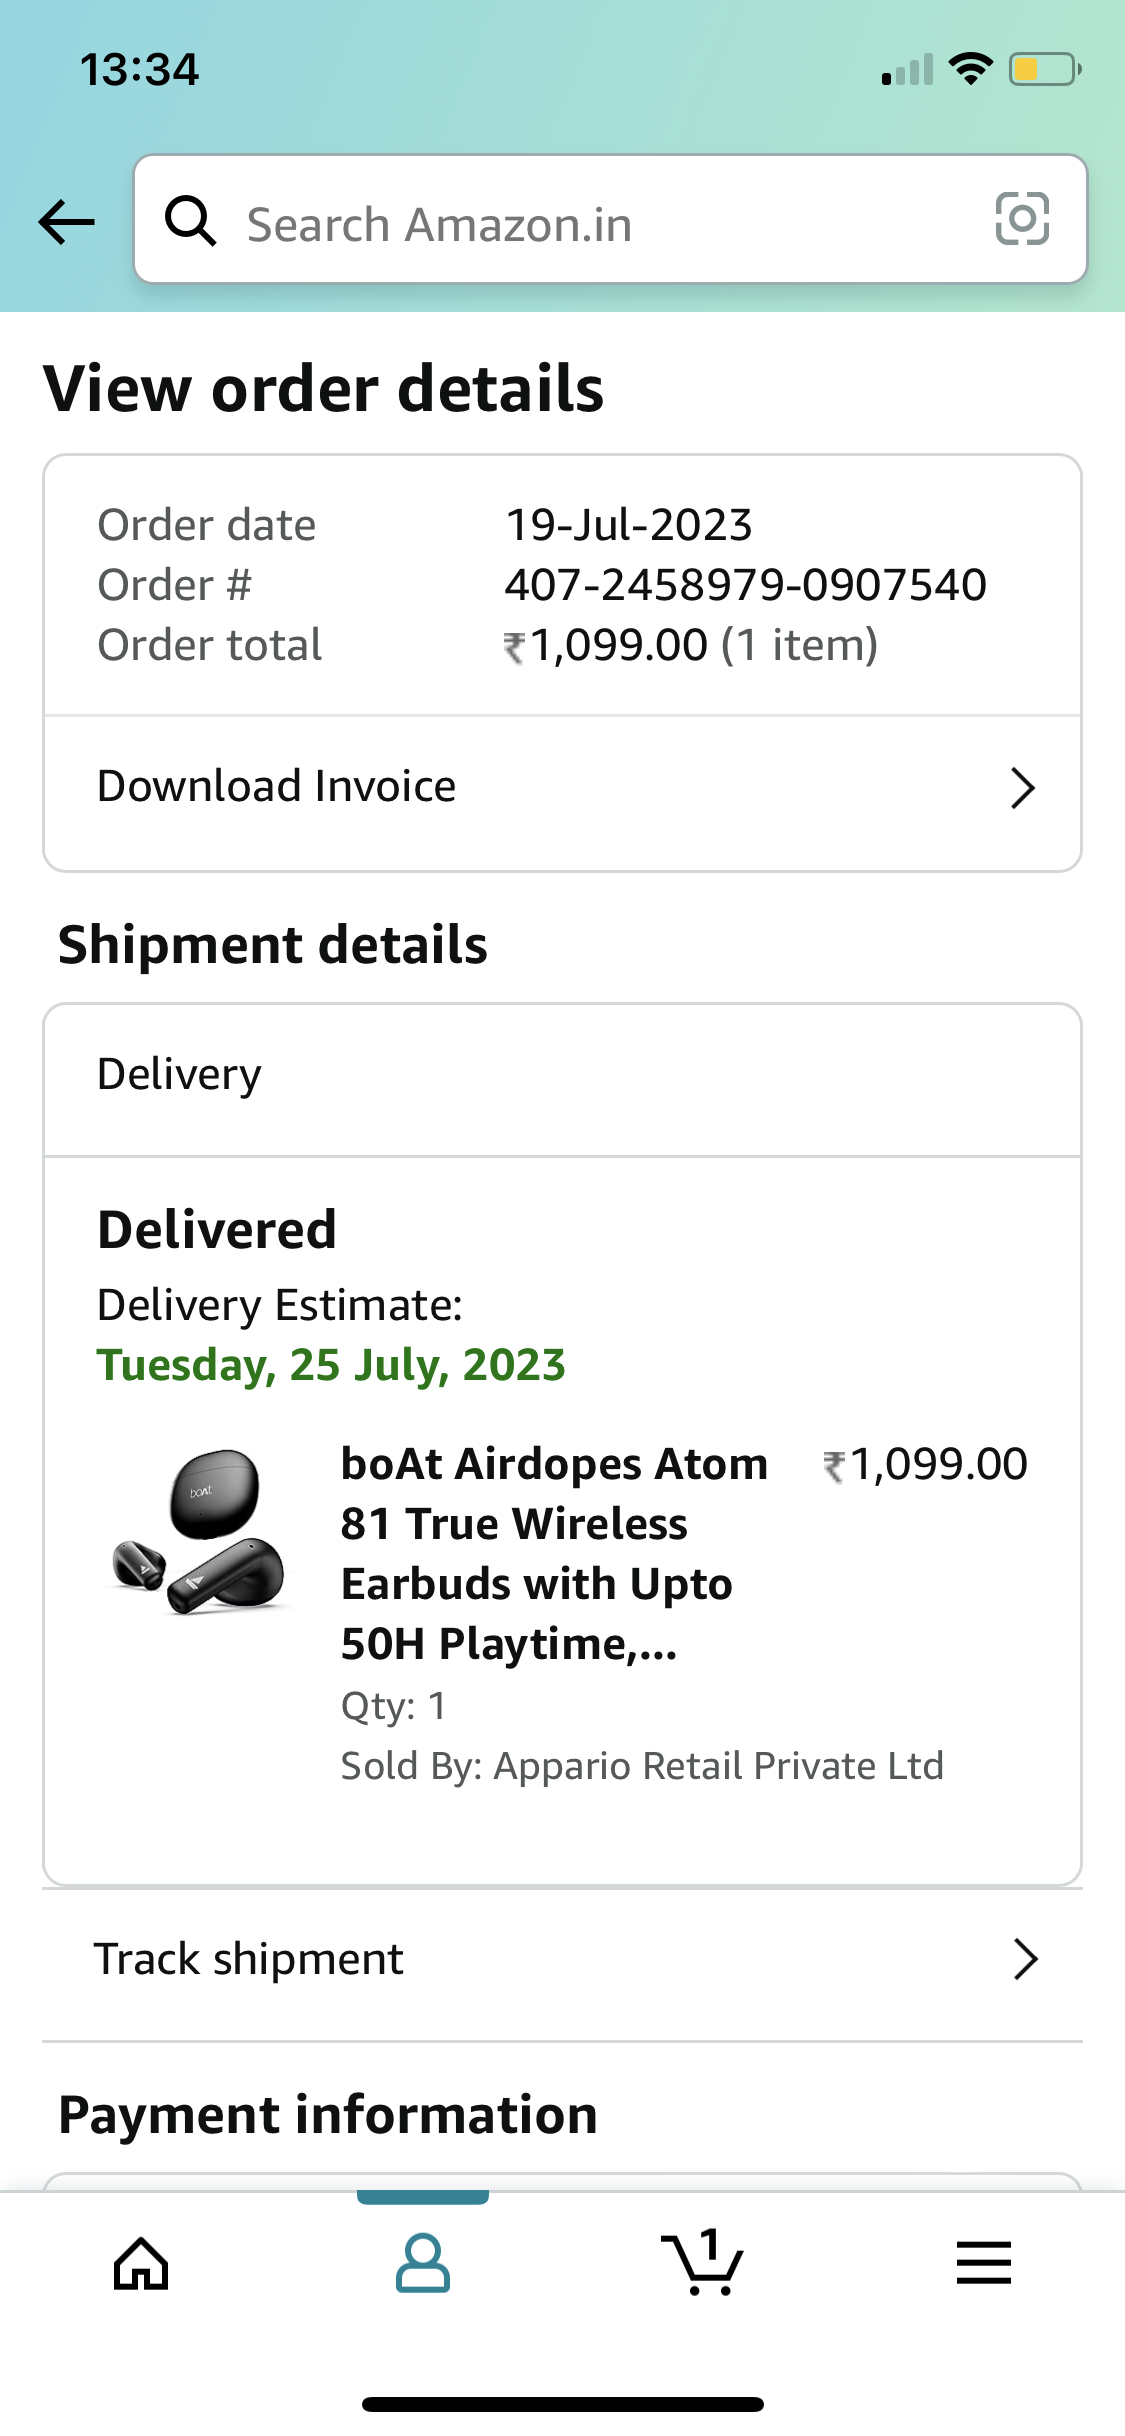 13:34
Search Amazon.in
View order details
Order date 19-Jul-2023
Order # 407-2458979-0907540
Order total ₹1,099.00 (1 item)
Download Invoice
Shipment details
Delivery
Delivered
Delivery Estimate:
Tuesday, 25 July, 2023
boAt
boAt Airdopes Atom ₹1,099.00
81 True Wireless
Earbuds with Upto
50H Playtime,...
Qty: 1
Sold By: Appario Retail Private Ltd
Track shipment
Payment information
1